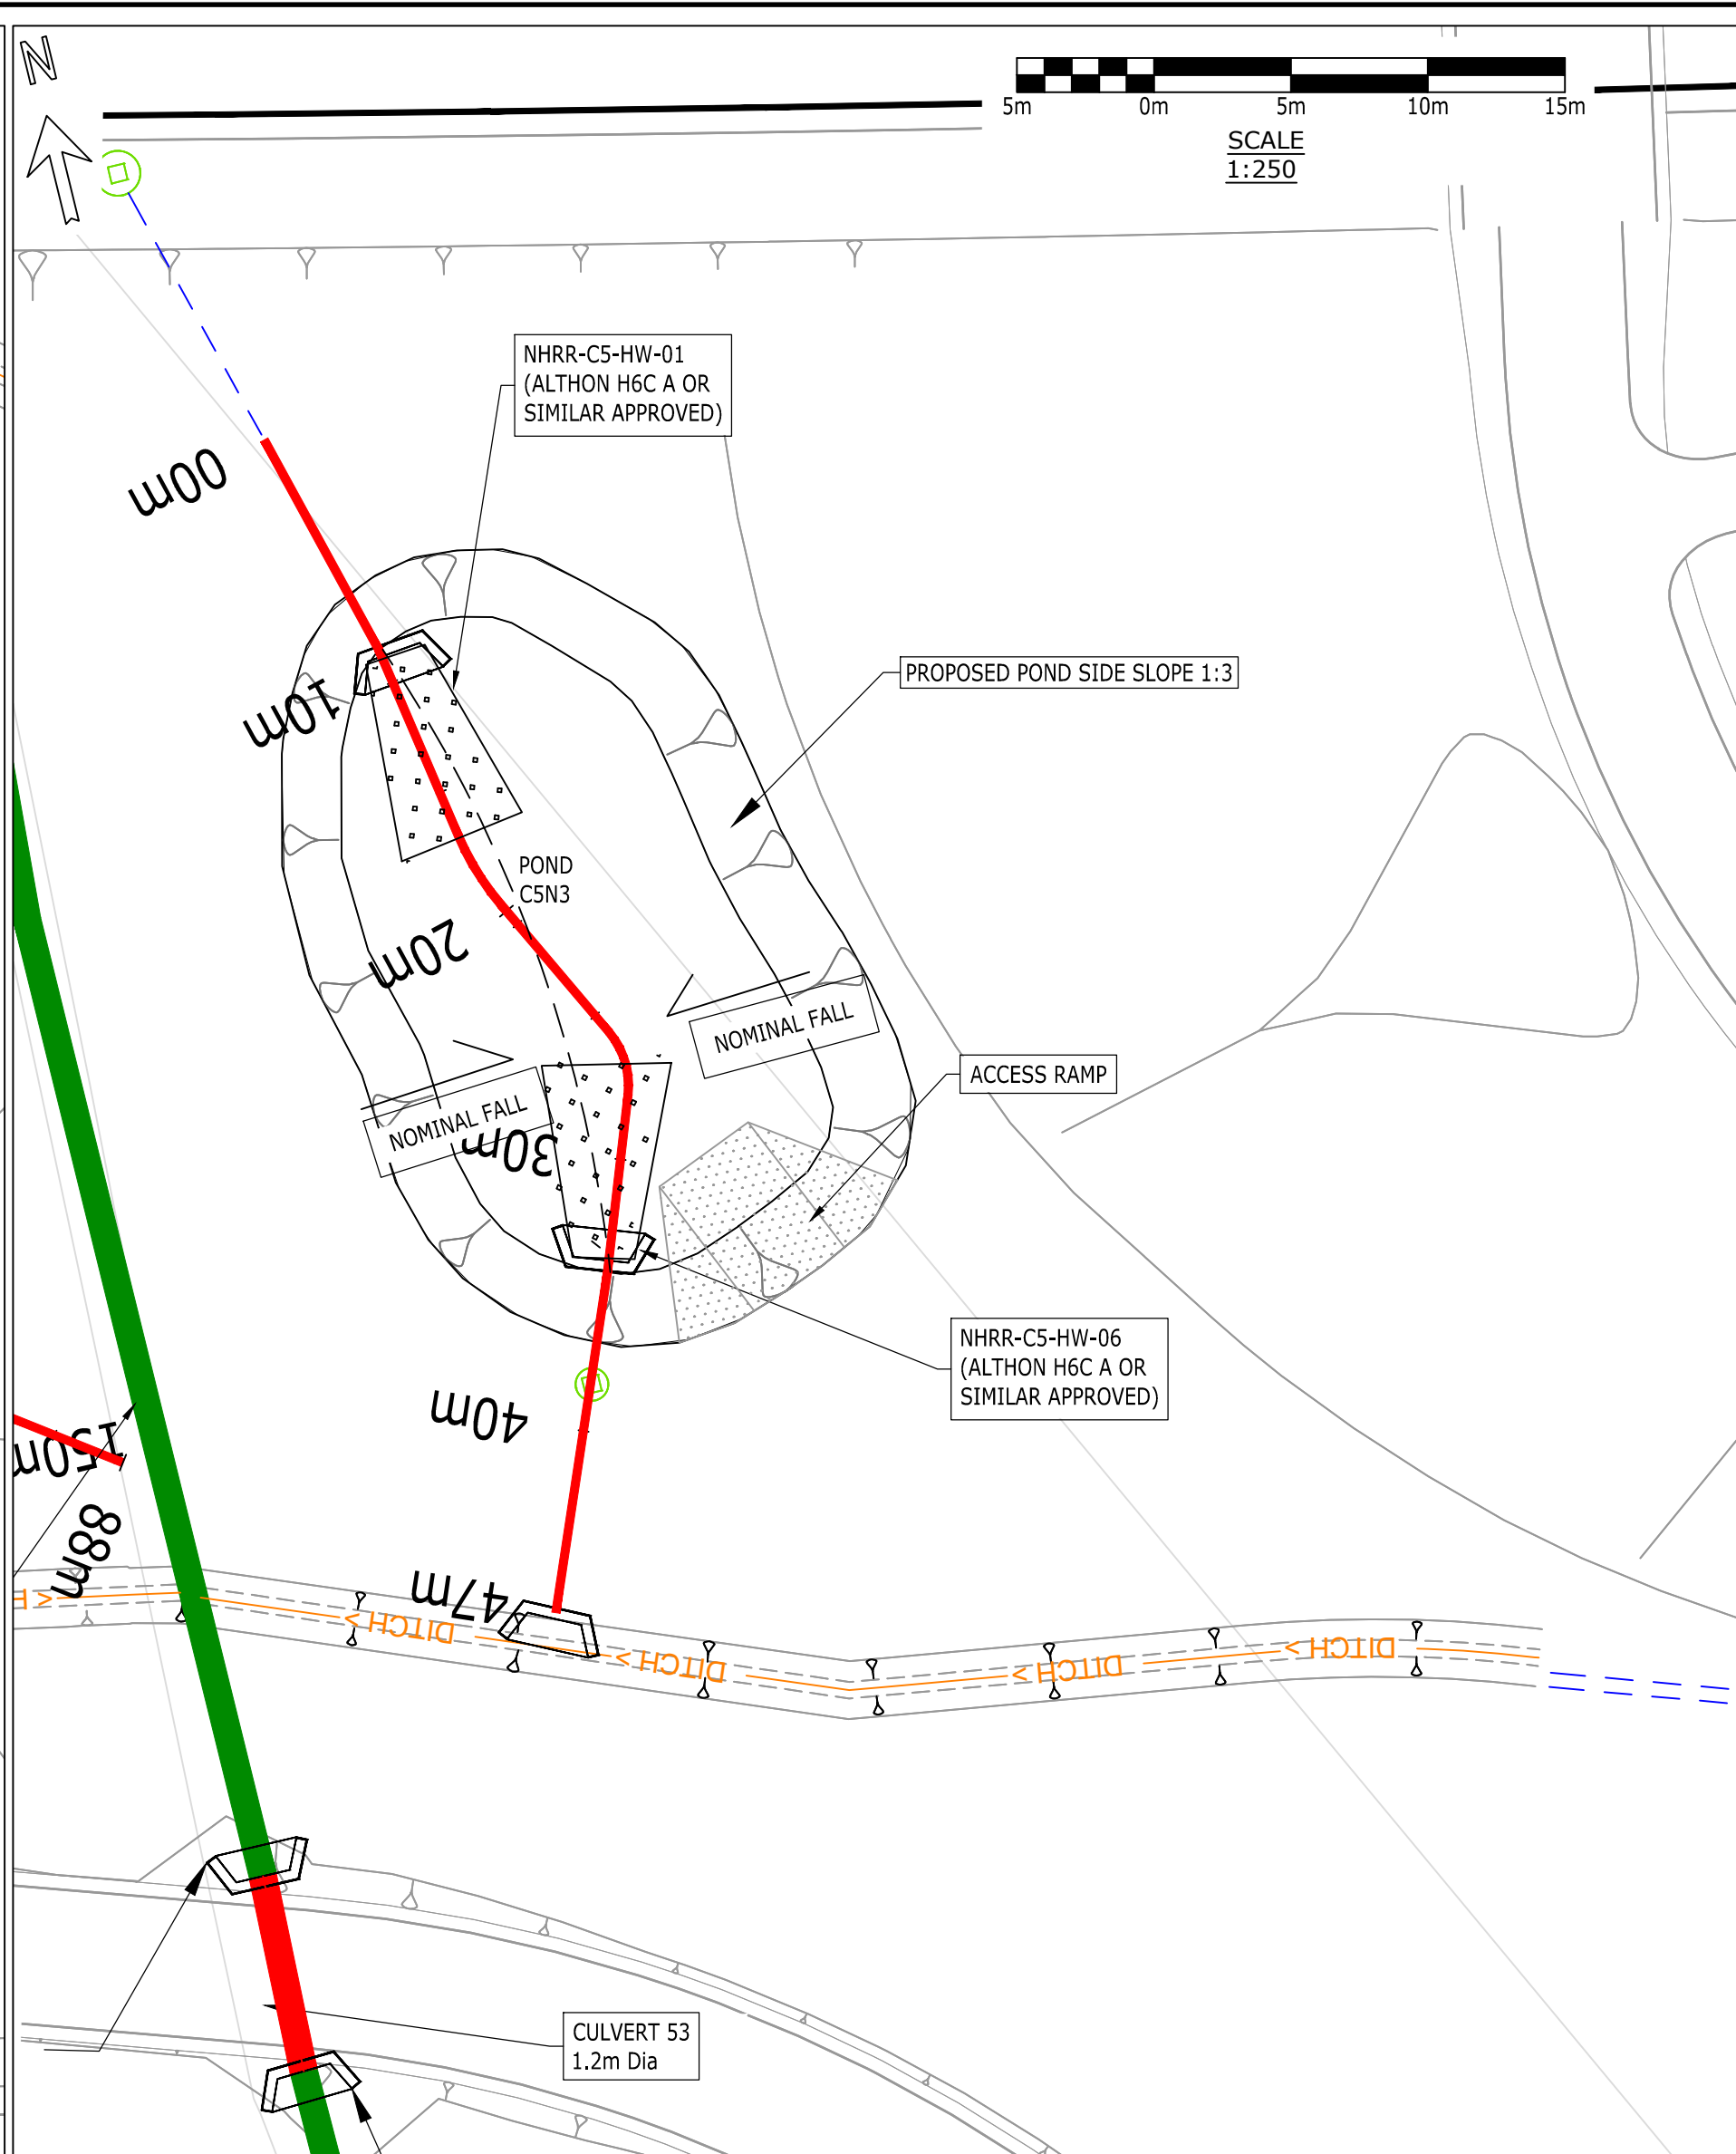 N
5m 0m 5m 10m 15m
SCALE
1:250
NHRR-C5-HW-01
(ALTHON H6C A OR
SIMILAR APPROVED)
00m
PROPOSED POND SIDE SLOPE 1:3
10m
POND
C5N3
20m
NOMINAL FALL
ACCESS RAMP
NOMINAL FALL
30m
NHRR-C5-HW-06
(ALTHON H6C A OR
SIMILAR APPROVED)
40m
150m
88m
47m
DITCH >
DITCH >
DITCH >
DITCH >
CULVERT 53
1.2m Dia